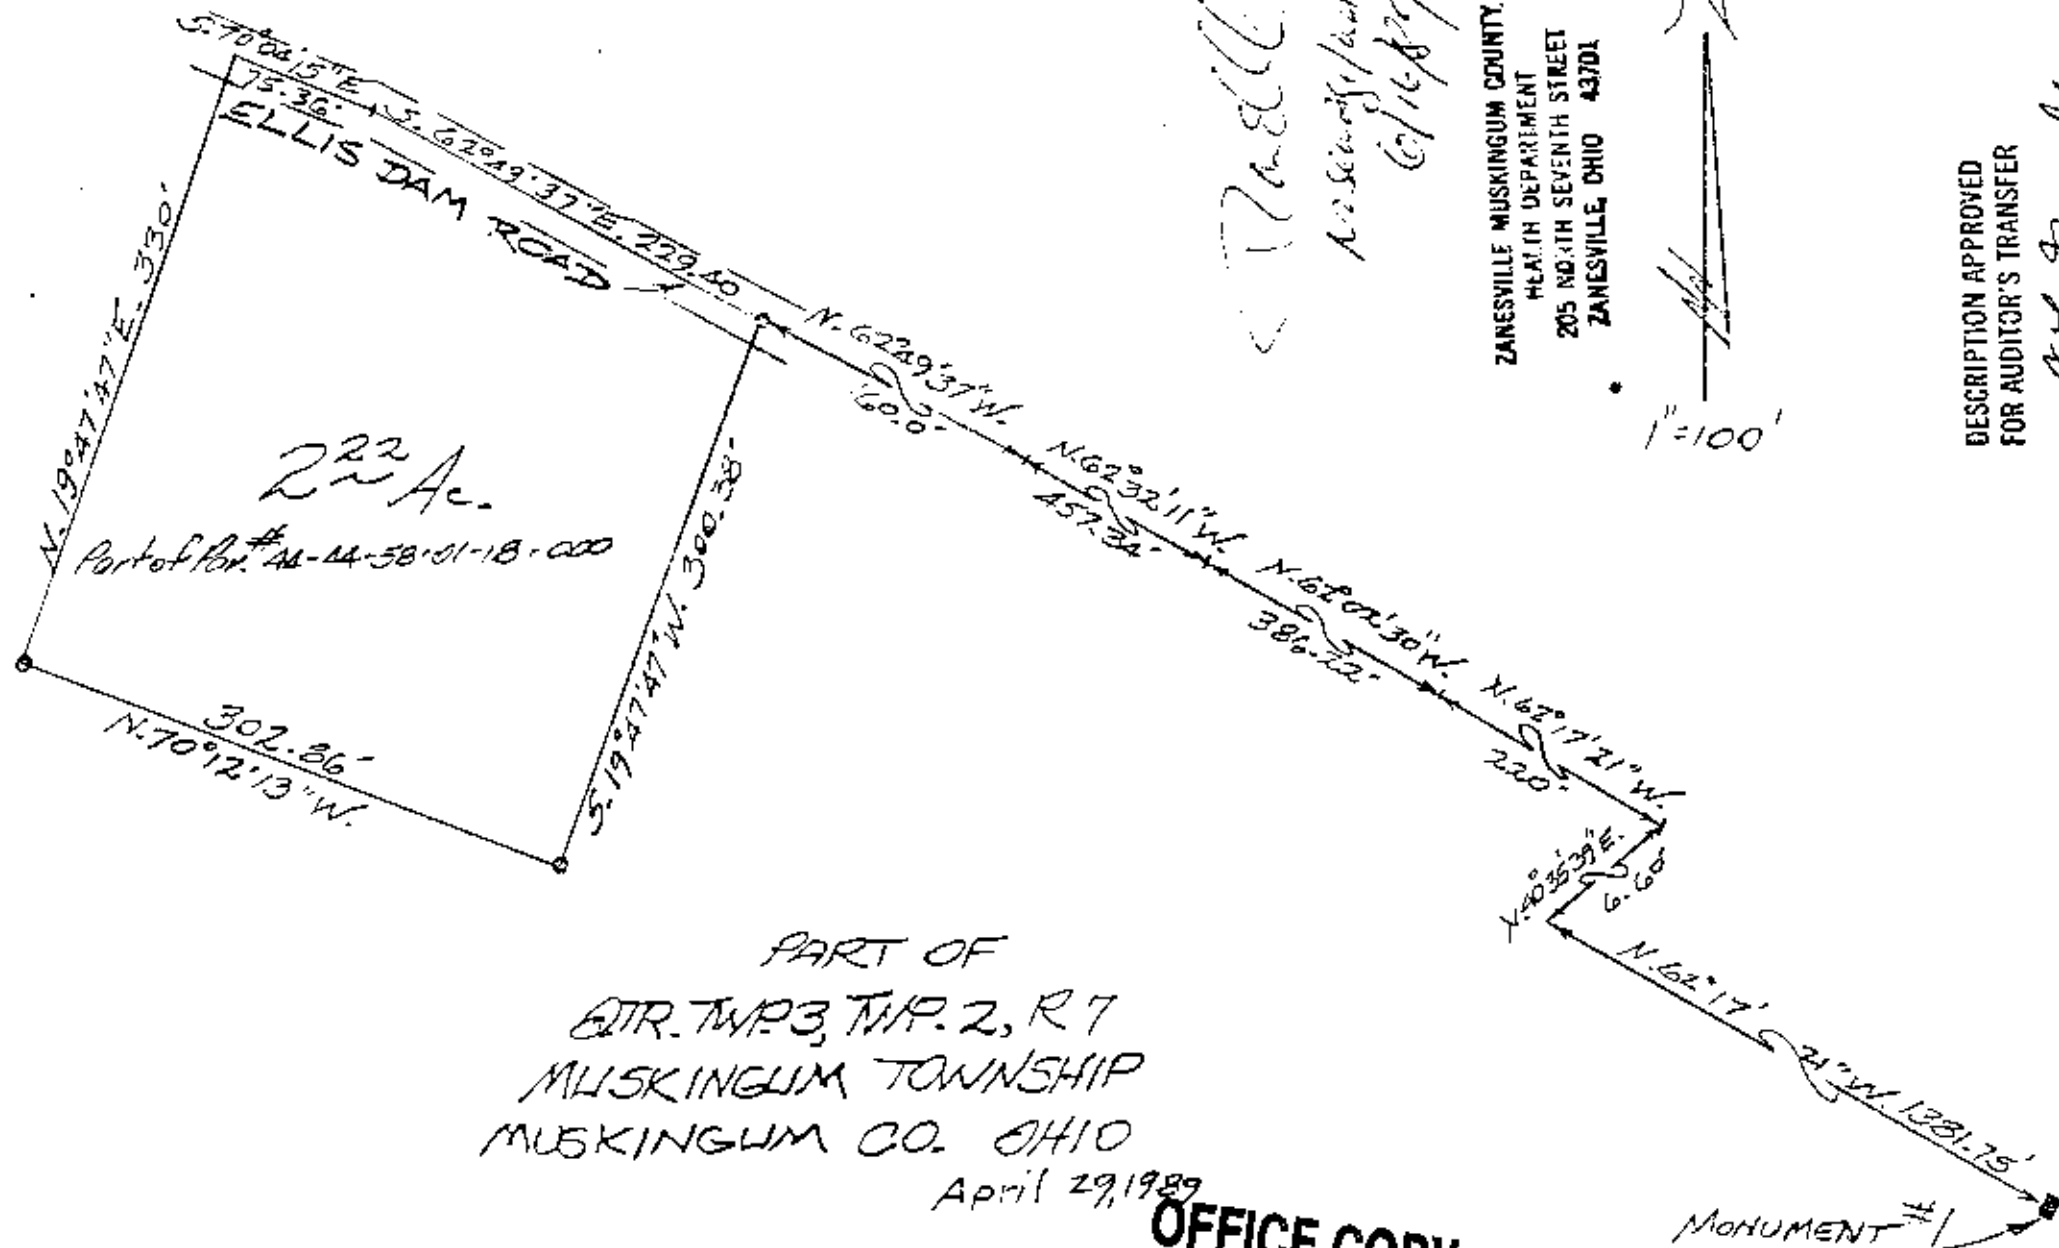 S. 70°04'15"E
75.36'
S. 62°49'37"E. 229.40
ELLIS DAM ROAD
N. 19°47'47"E. 330.'
2 22 Ac.
Part of Par. # 44-44-58-01-18-000
S. 19°47'47"W. 300.38'
302.86'
N. 70°12'13"W.
N. 62°49'37"W.
60.0'
N. 62°32'11"W.
457.34'
N. 62°02'30"W.
386.22'
N. 62°17'21"W.
220.'
N. 40°36'39"E.
6.60'
N. 62°17'21"W. 1381.75'
MONUMENT #1
ZANESVILLE MUSKINGUM COUNTY
HEALTH DEPARTMENT
205 NORTH SEVENTH STREET
ZANESVILLE, OHIO 43701
1"=100'
DESCRIPTION APPROVED
FOR AUDITOR'S TRANSFER
PART OF
QTR. TWP. 3, TWP. 2, R 7
MUSKINGUM TOWNSHIP
MUSKINGUM CO. OHIO
April 29, 1989
OFFICE COPY